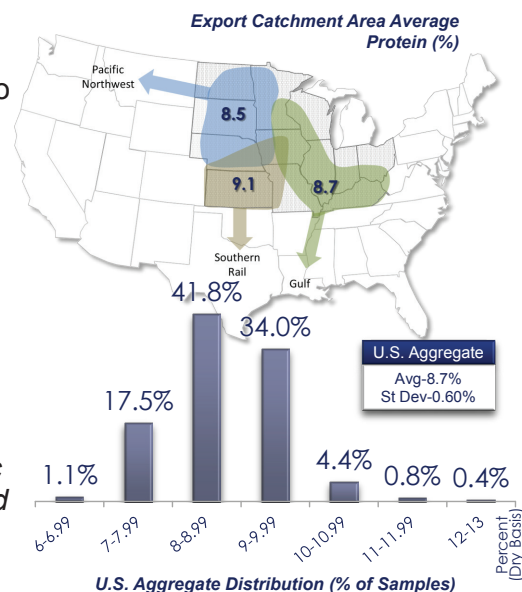 Export Catchment Area Average
Protein (%)
Pacific
Northwest
8.5
9.1
8.7
Southern
Rail
Gulf
41.8%
34.0%
U.S. Aggregate
Avg-8.7%
St Dev-0.60%
17.5%
1.1%
4.4%
0.8%
0.4%
6-6.99
7-7.99
8-8.99
9-9.99
10-10.99
11-11.99
12-13
Percent
(Dry Basis)
U.S. Aggregate Distribution (% of Samples)